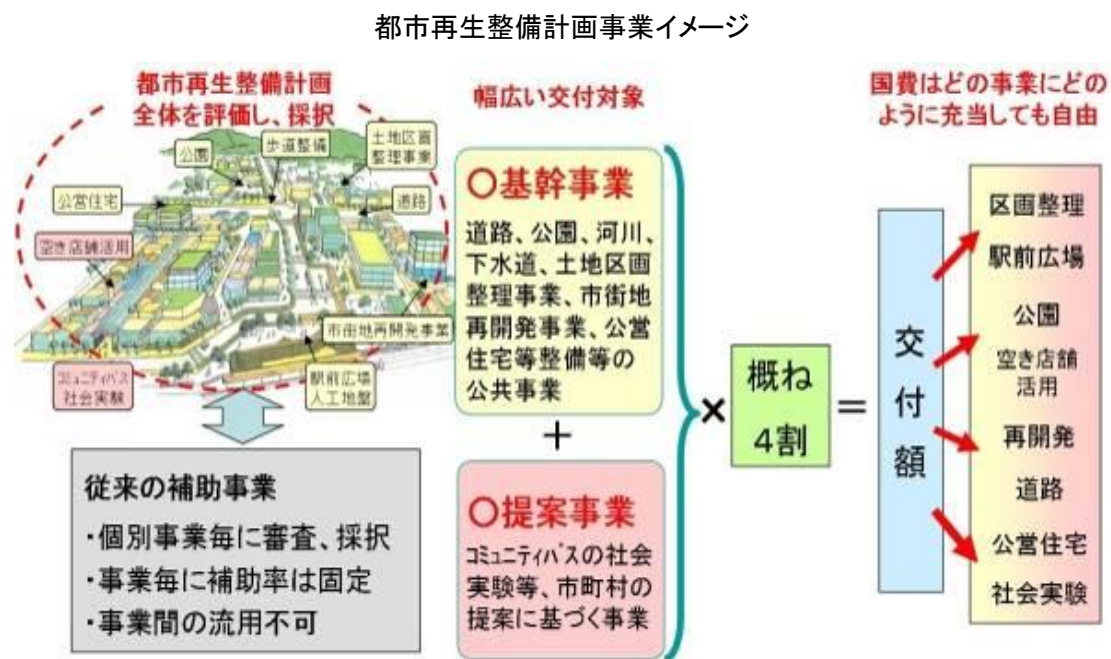 都市再生整備計画事業イメージ
都市再生整備計画
全体を評価し、採択
公園
歩道整備
土地区画
整理事業
公営住宅
道路
空き店舗活用
市街地再開発事業
コミュニティバス
社会実験
駅前広場
人工地盤
従来の補助事業
・個別事業毎に審査、採択
・事業毎に補助率は固定
・事業間の流用不可
幅広い交付対象
○基幹事業
道路、公園、河川、
下水道、土地区画
整理事業、市街地
再開発事業、公営
住宅等整備等の
公共事業
＋
○提案事業
コミュニティバスの社会
実験等、市町村の
提案に基づく事業
×
概ね
4割
＝
交
付
額
国費はどの事業にどの
ように充当しても自由
区画整理
駅前広場
公園
空き店舗
活用
再開発
道路
公営住宅
社会実験